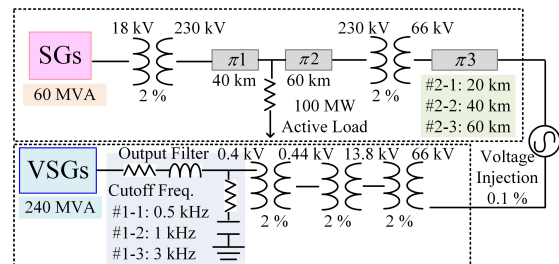 18 kV 230 kV
230 kV 66 kV
SGs
π1
π2
π3
60 MVA
40 km
60 km
2 %
2 %
100 MW
Active Load
#2-1: 20 km
#2-2: 40 km
#2-3: 60 km
Output Filter
0.4 kV 0.44 kV 13.8 kV 66 kV
VSGs
240 MVA
Cutoff Freq.
#1-1: 0.5 kHz
#1-2: 1 kHz
#1-3: 3 kHz
2 % 2 % 2 %
Voltage
Injection
0.1 %